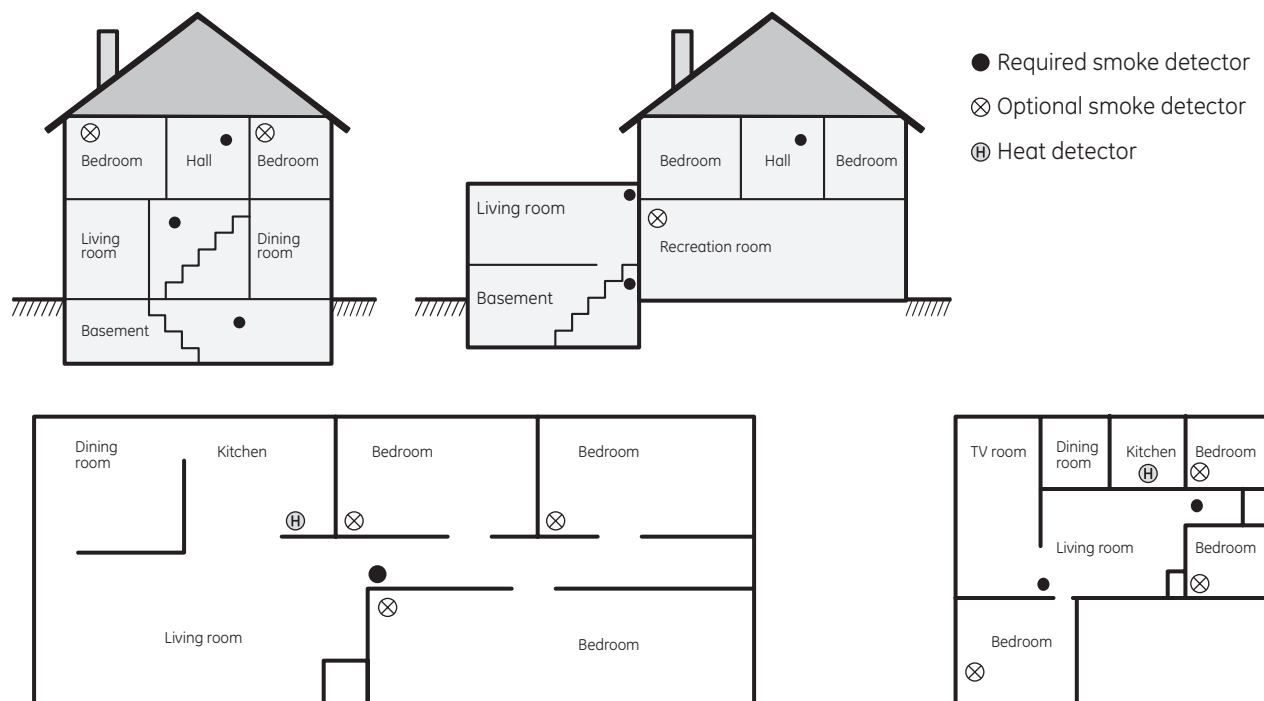 Required smoke detector
Optional smoke detector
H Heat detector
Bedroom
Hall
Bedroom
Living
room
Dining
room
Basement
Bedroom
Hall
Bedroom
Living room
Recreation room
Basement
Dining
room
Kitchen
Bedroom
Bedroom
H
Living room
Bedroom
TV room
Dining
room
Kitchen
Bedroom
H
Living room
Bedroom
Bedroom